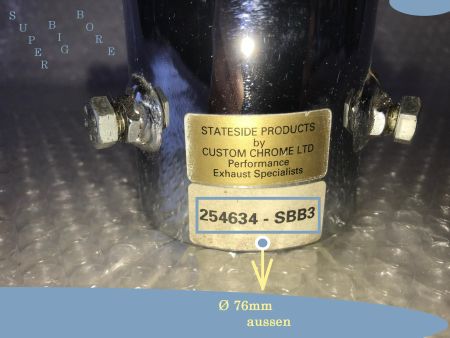 SUPER
BIG
BORE
STATESIDE PRODUCTS
by
CUSTOM CHROME LTD
Performance
Exhaust Specialists
254634 - SBB3
Ø 76mm
aussen